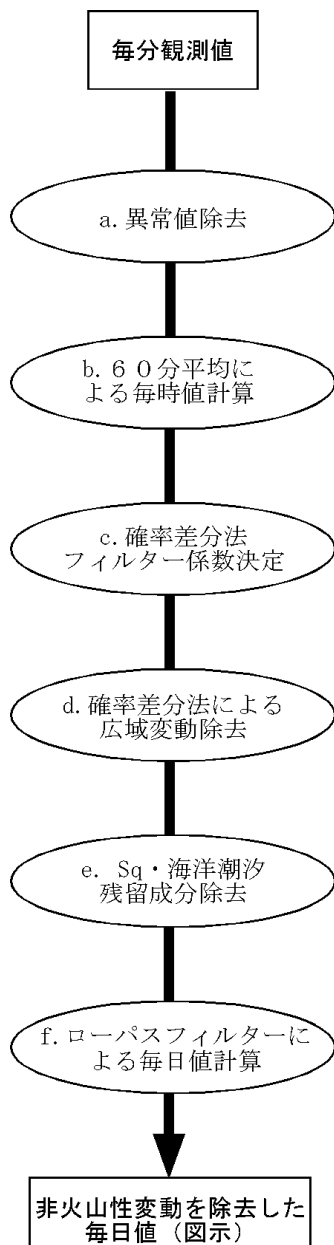 毎分観測値
a. 異常値除去
b. ６０分平均に
よる毎時値計算
c. 確率差分法
フィルター係数決定
d. 確率差分法による
広域変動除去
e. Sq・海洋潮汐
残留成分除去
f. ローパスフィルターに
よる毎日値計算
非火山性変動を除去した
毎日値（図示）